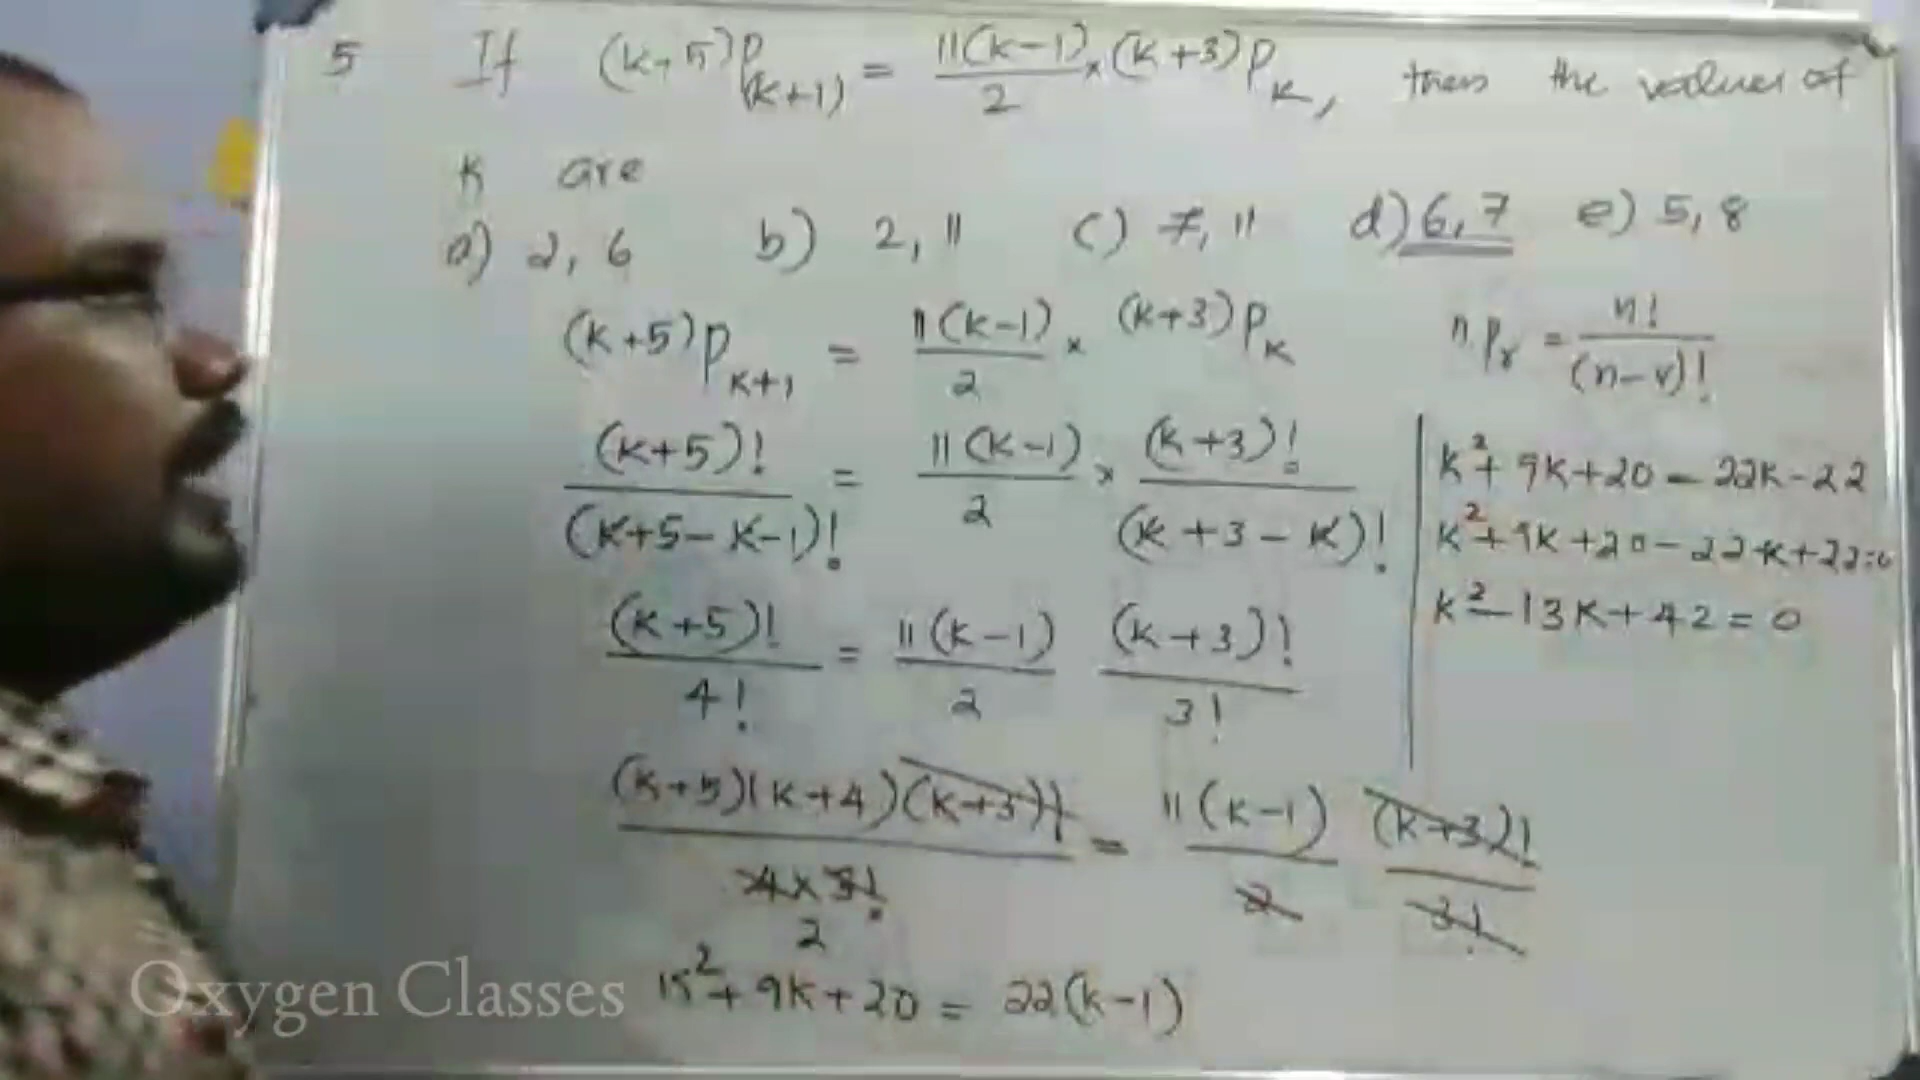 5 If (k+5)P(k+1) = 11(k-1)/2 × (k+3)Pk, then the values of
k are
a) 2, 6 b) 2, 11 c) 7, 11 d) 6, 7 e) 5, 8
(k+5)Pk+1 = 11(k-1)/2 × (k+3)Pk
nPr = n!/(n-r)!
(k+5)!/(k+5-k-1)! = 11(k-1)/2 × (k+3)!/(k+3-k)!
(k+5)!/4! = 11(k-1)/2 (k+3)!/3!
(k+5)(k+4)(k+3)!/4×3! = 11(k-1)/2 (k+3)!/3!
2
k²+9k+20 = 22(k-1)
k²+9k+20 = 22k-22
k²+9k+20-22k+22=0
k²-13k+42=0
Oxygen Classes